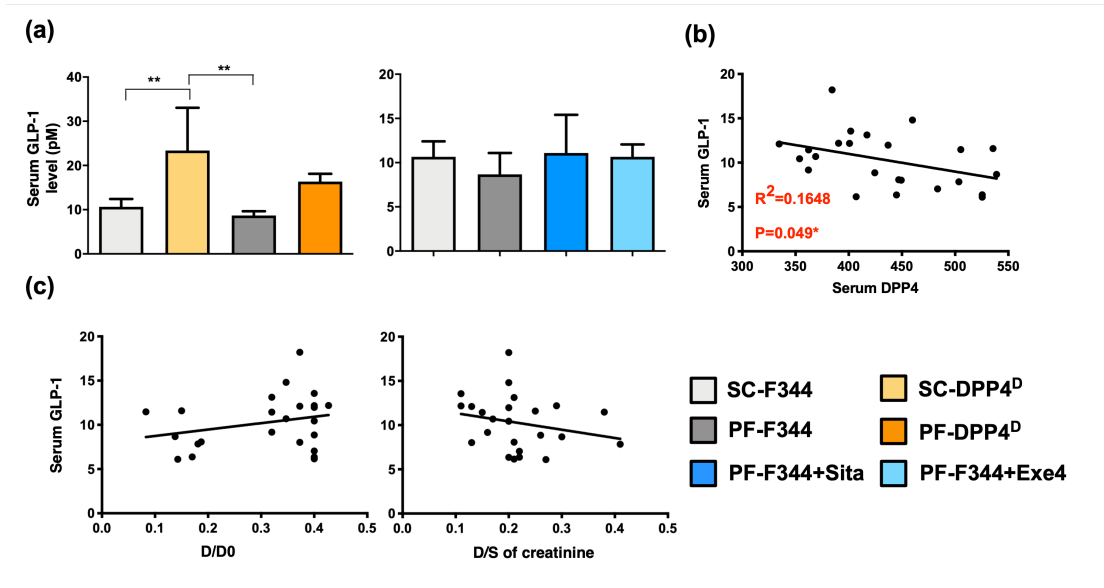 (a)
(b)
Serum GLP-1
level (pM)
40
30
20
10
0
**
**
20
15
10
5
0
Serum GLP-1
20
15
10
5
0
R2=0.1648
P=0.049*
300 350 400 450 500 550
Serum DPP4
(c)
Serum GLP-1
20
15
10
5
0
0.0 0.1 0.2 0.3 0.4 0.5
D/D0
20
15
10
5
0
0.0 0.1 0.2 0.3 0.4 0.5
D/S of creatinine
SC-F344
SC-DPP4D
PF-F344
PF-DPP4D
PF-F344+Sita
PF-F344+Exe4